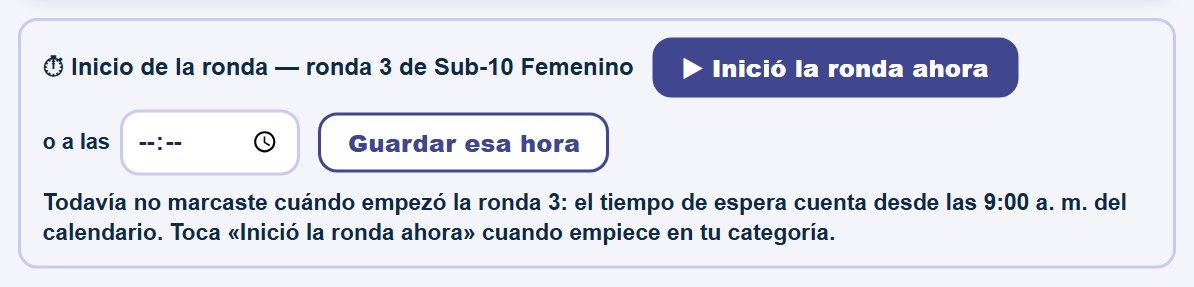 ⏱ Inicio de la ronda — ronda 3 de Sub-10 Femenino ▶ Inició la ronda ahora
o a las --:-- Guardar esa hora
Todavía no marcaste cuándo empezó la ronda 3: el tiempo de espera cuenta desde las 9:00 a. m. del
calendario. Toca «Inició la ronda ahora» cuando empiece en tu categoría.